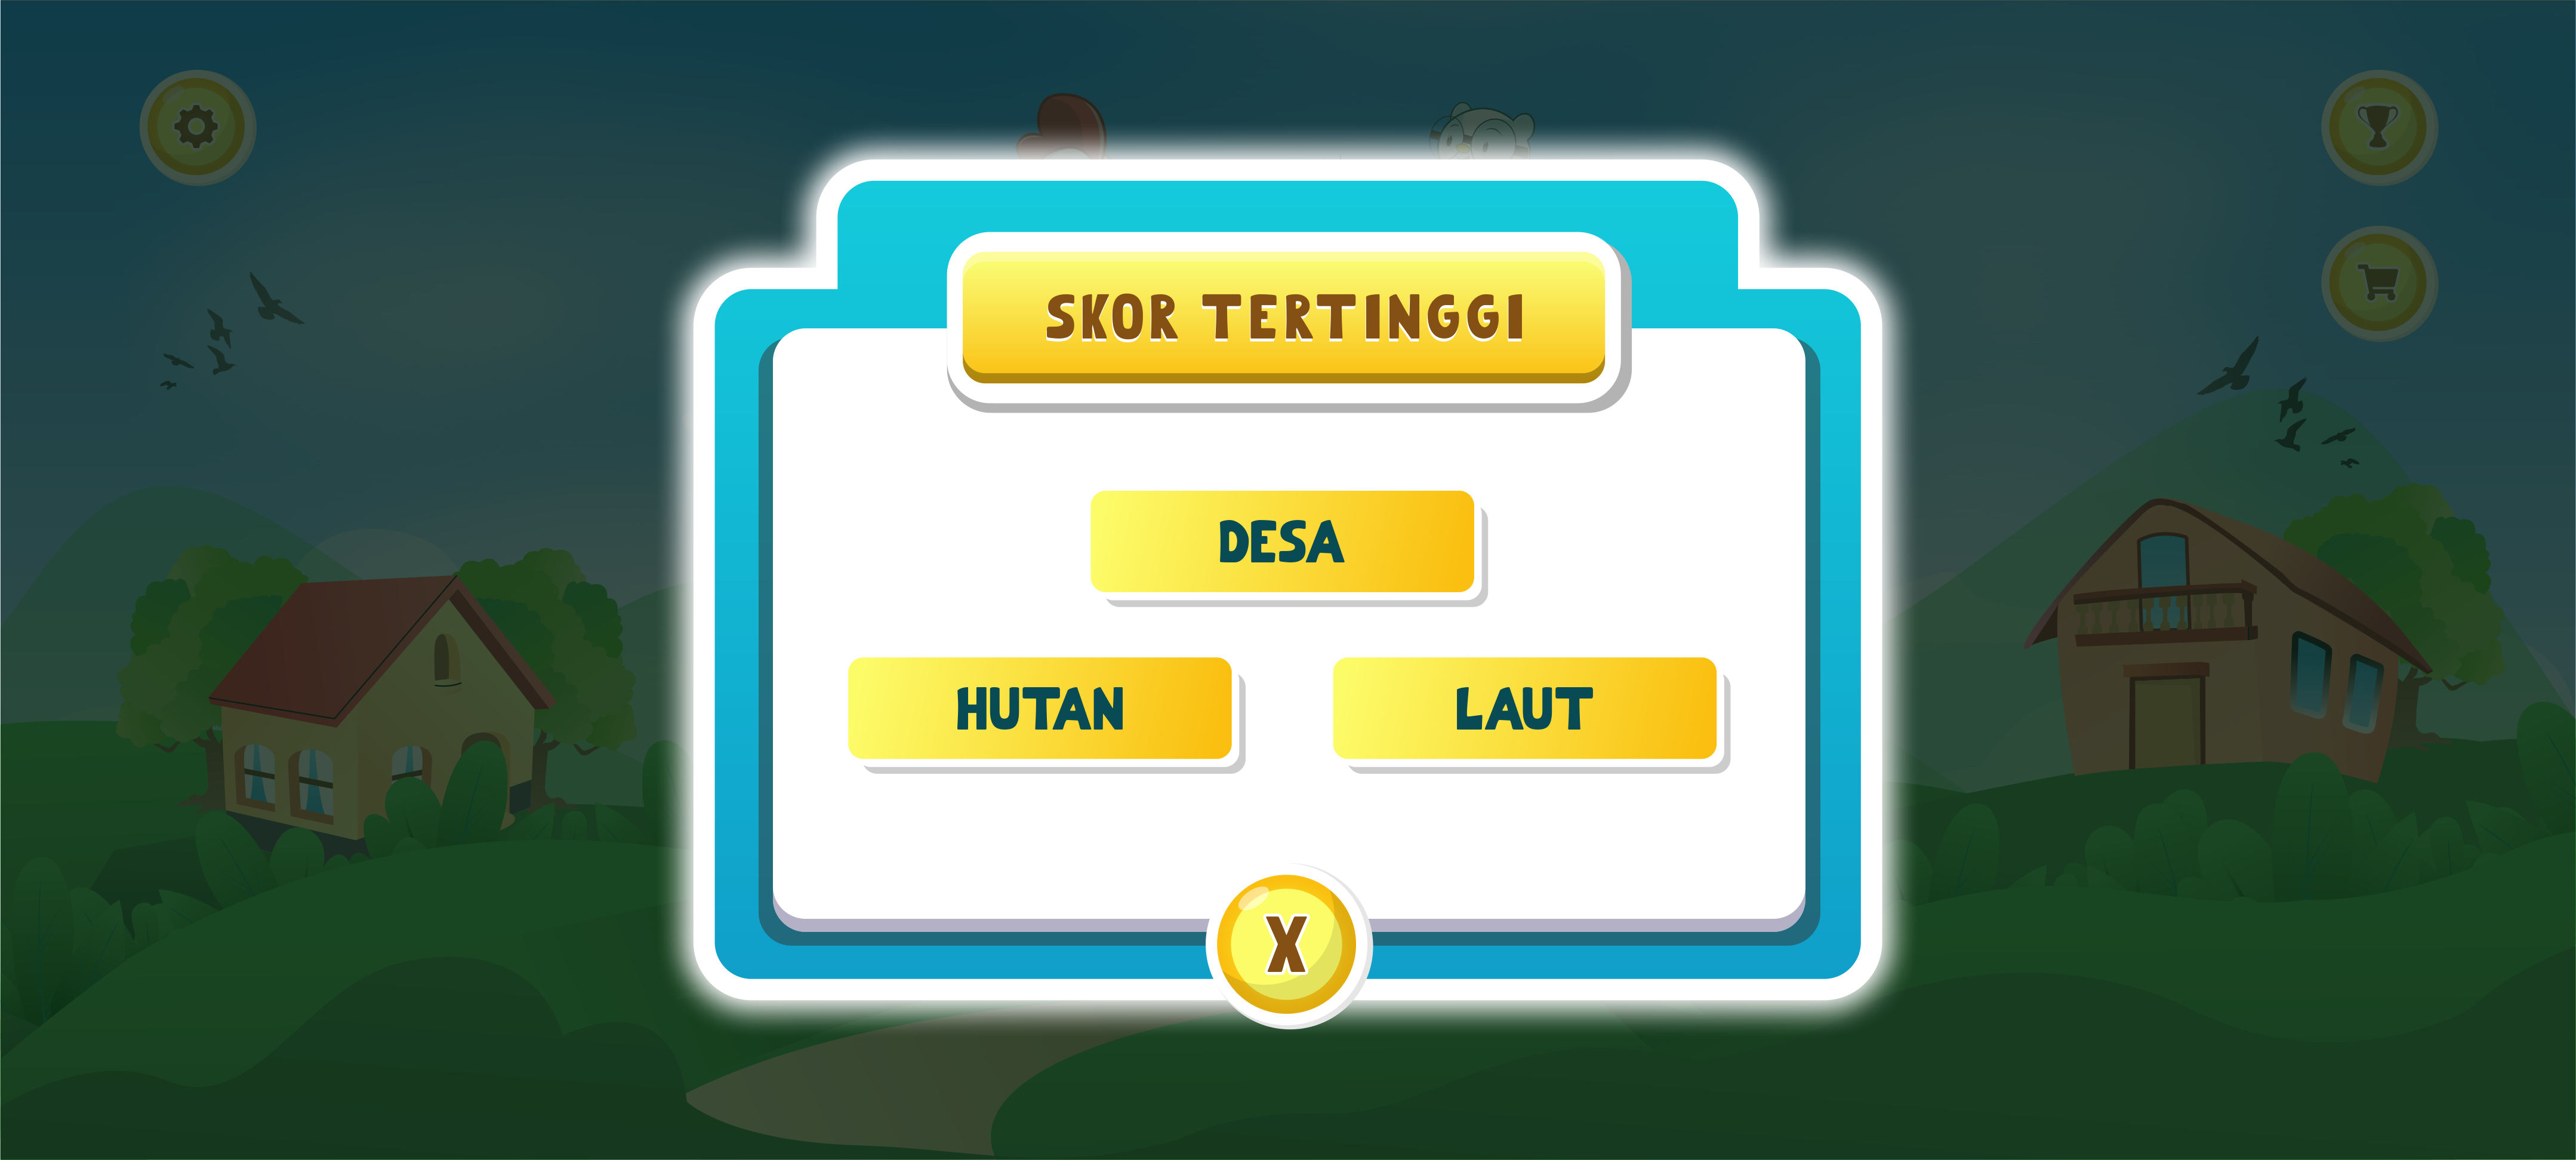 SKOR TERTINGGI
DESA
HUTAN
LAUT
X